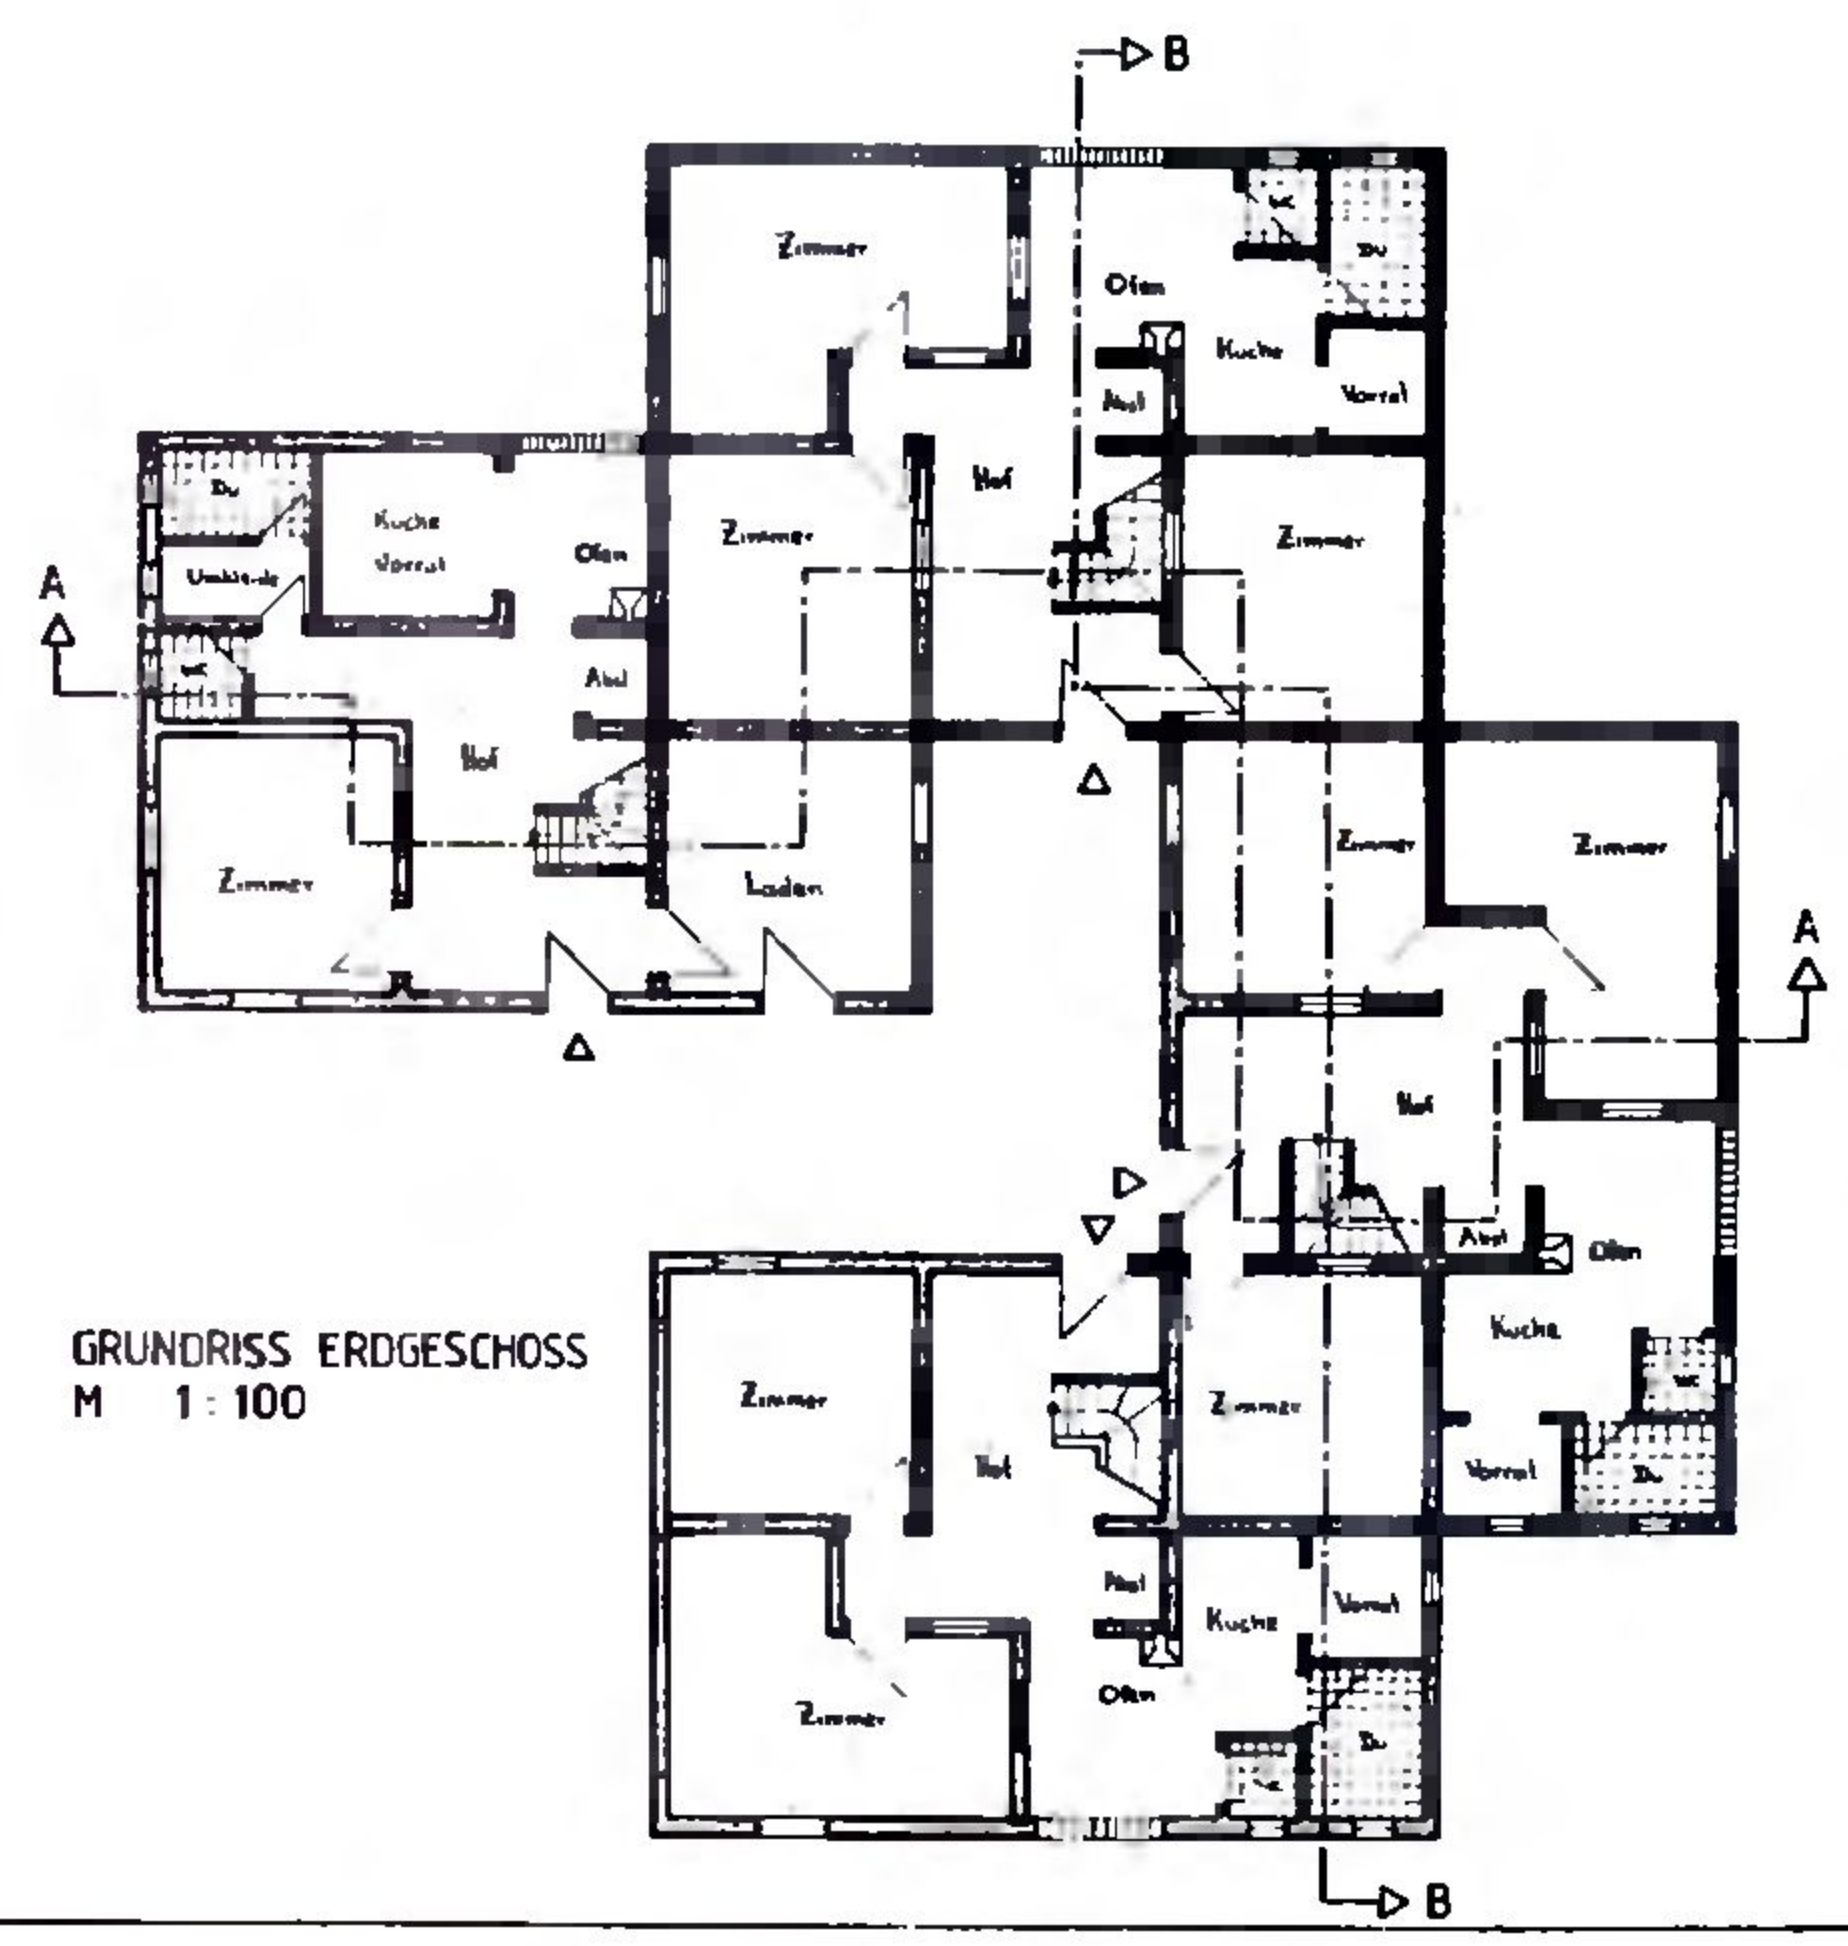 B
Zimmer
WC
Du
Ofen
Küche
Vorrat
Abst
Du
Hof
Zimmer
Zimmer
Küche
Vorrat
Ofen
Umkleide
A
WC
Abst
Hof
Zimmer
Laden
Zimmer
Zimmer
A
Hof
Abst
Ofen
GRUNDRISS ERDGESCHOSS
M 1:100
Küche
WC
Zimmer
Zimmer
Hof
Vorrat
Du
Abst
Küche
Vorrat
Ofen
Zimmer
Du
B